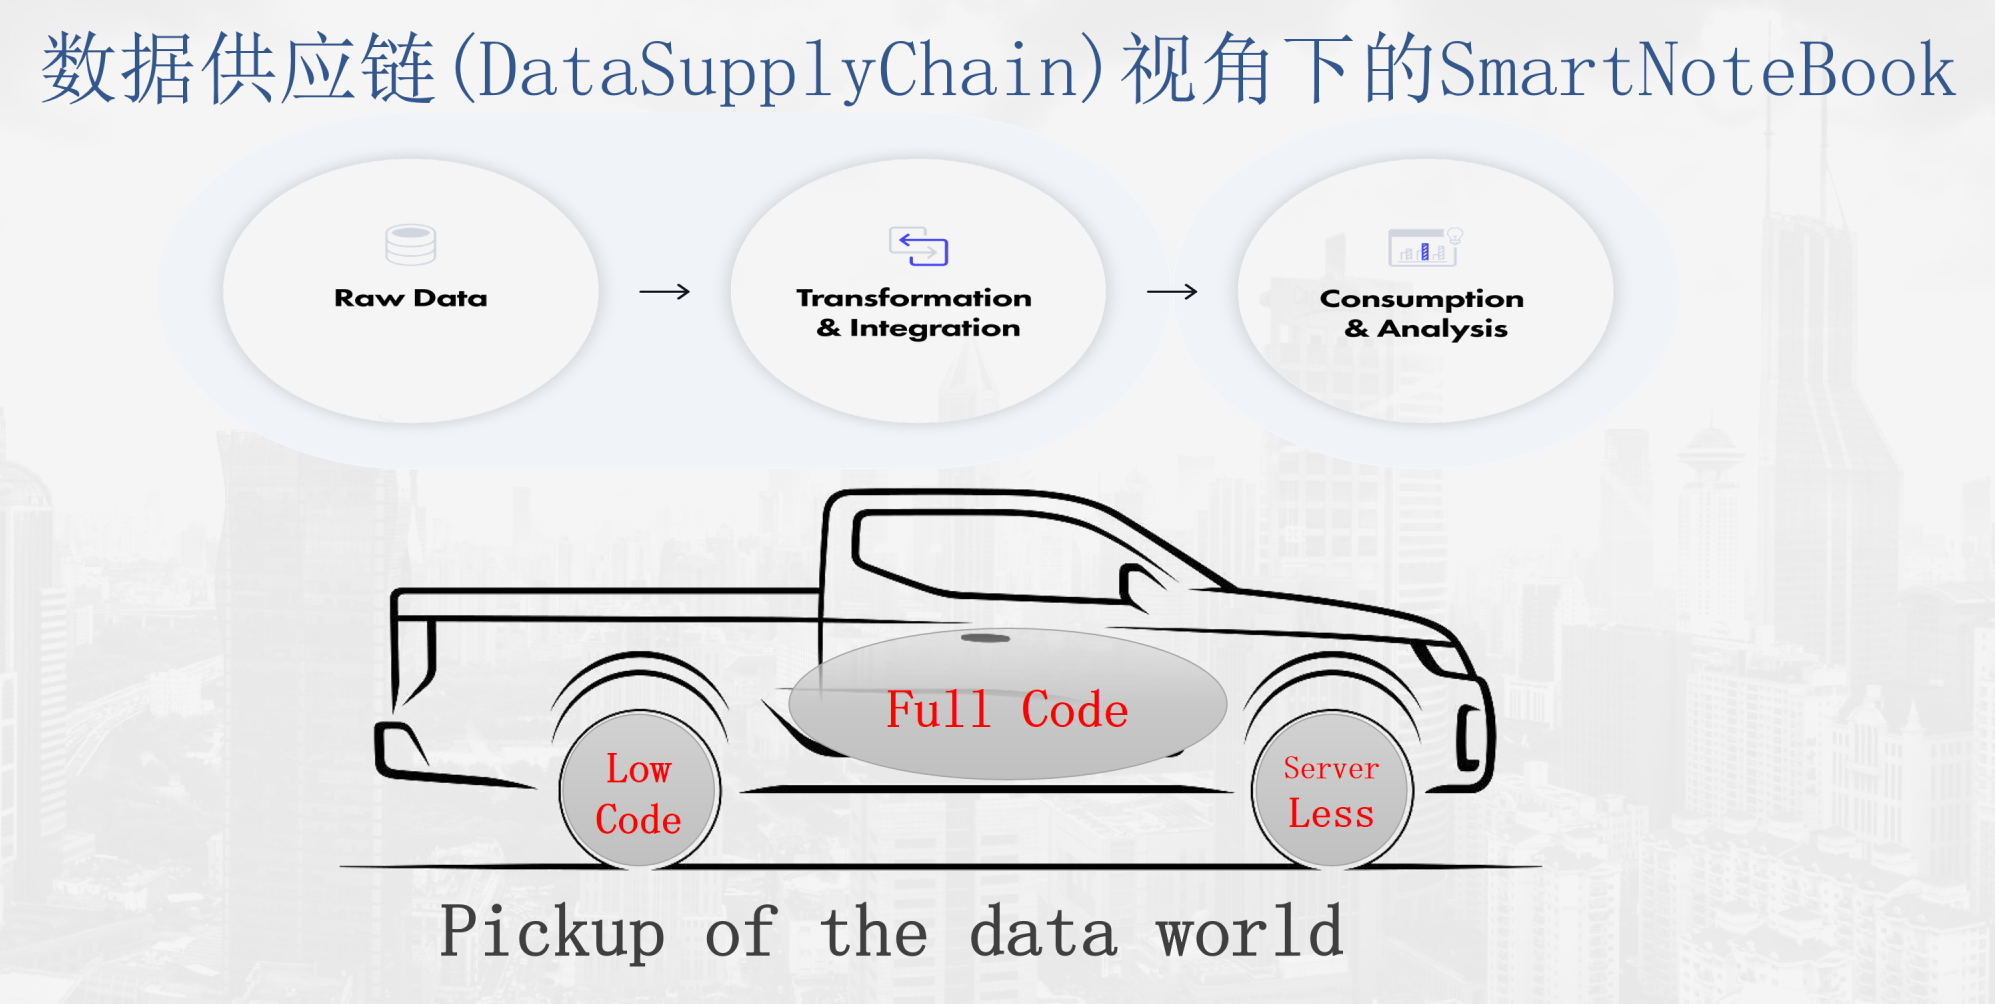 数据供应链(DataSupplyChain)视角下的SmartNoteBook
Raw Data
Transformation
& Integration
Consumption
& Analysis
Full Code
Low
Code
Server
Less
Pickup of the data world